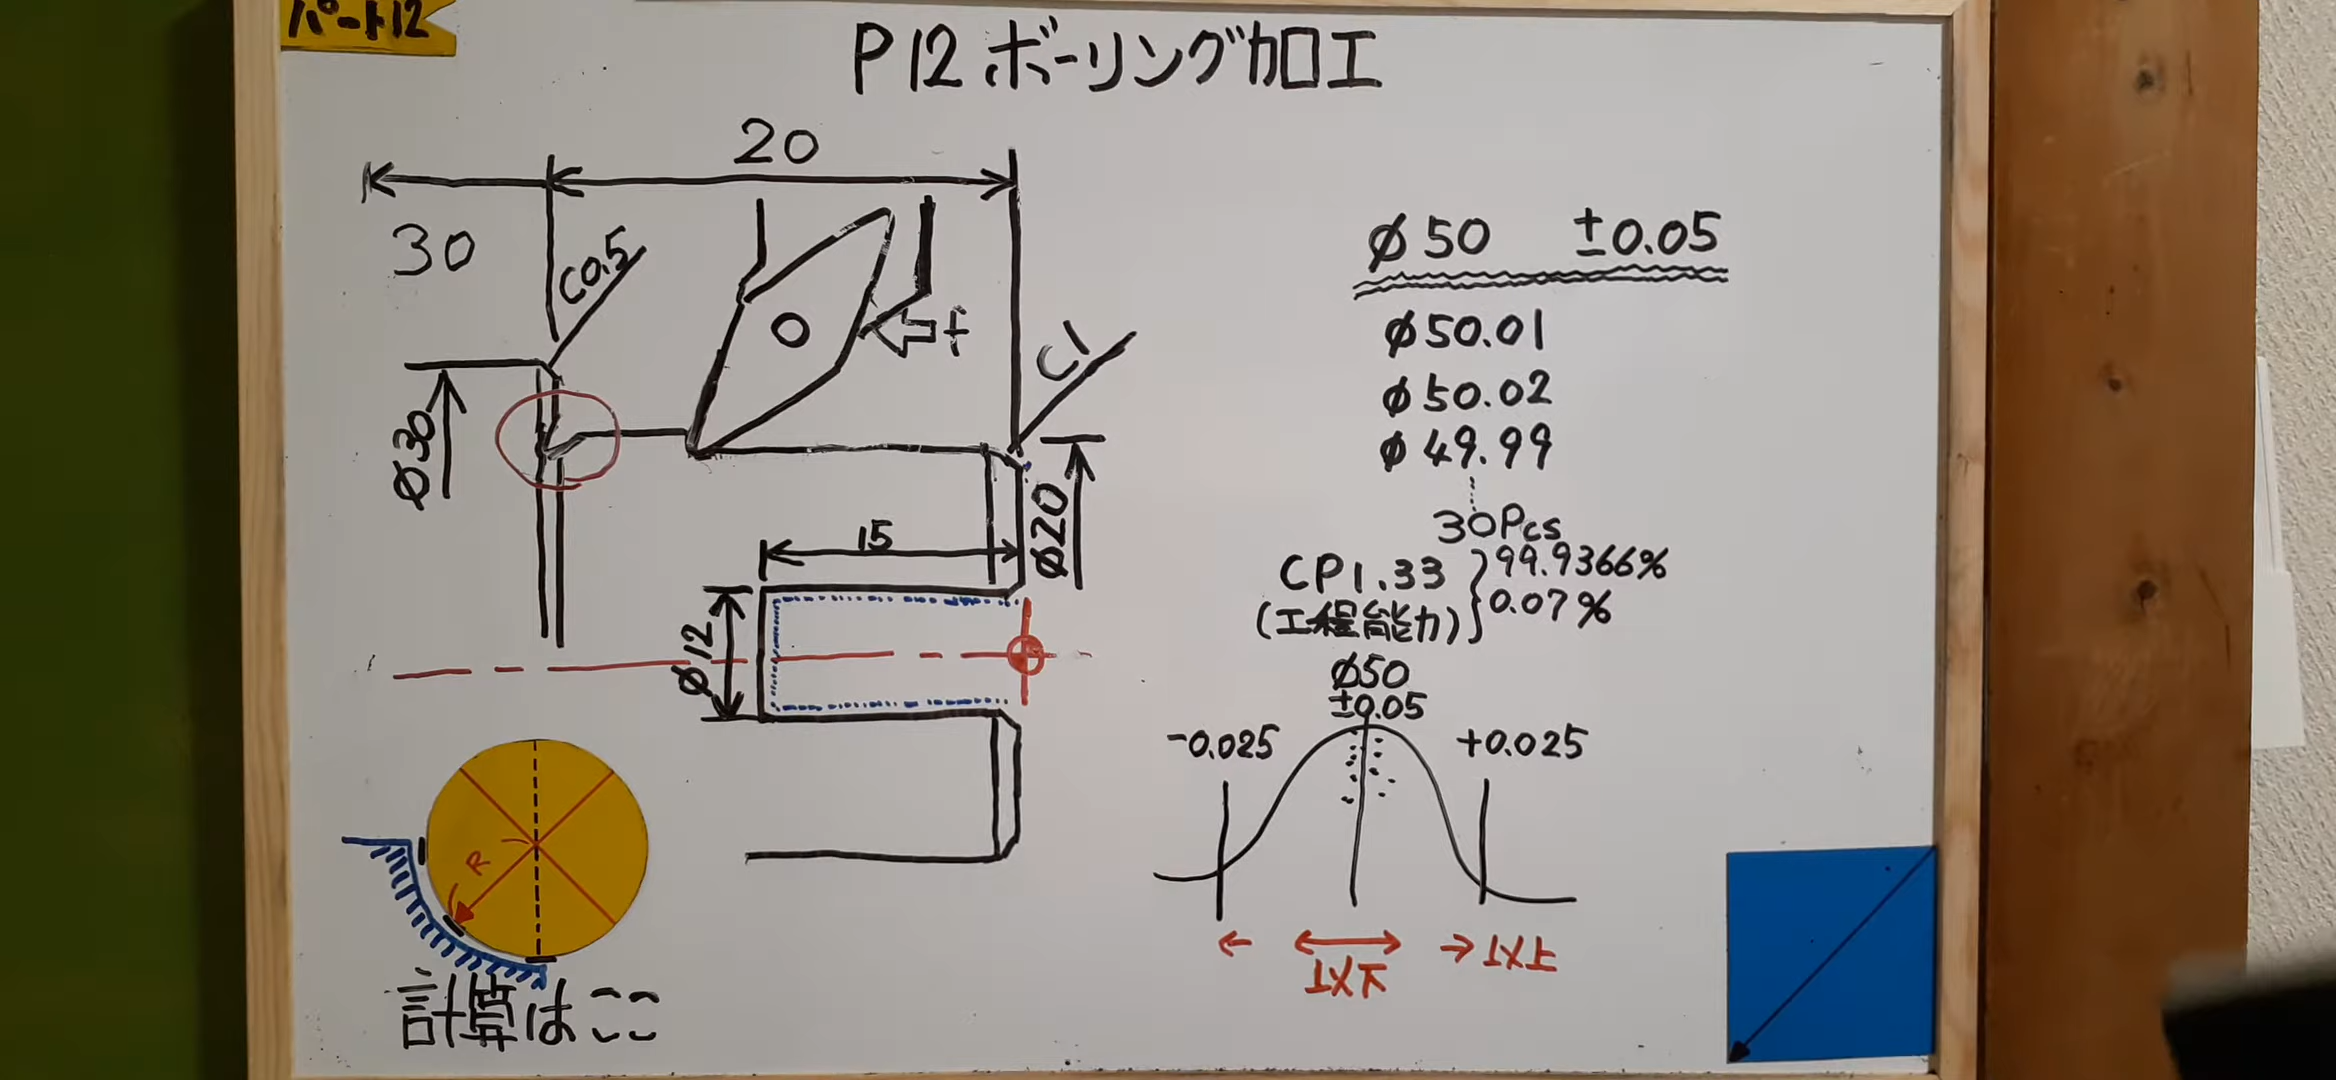 パート12
P12 ボーリング加工
20
30
C0.5
f
C1
φ30
φ20
15
φ12
R
計算はここ
φ50 ±0.05
φ50.01
φ50.02
φ49.99
30Pcs
CP1.33
(工程能力)
99.9366%
0.07%
φ50
±0.05
-0.025
+0.025
以下
以上